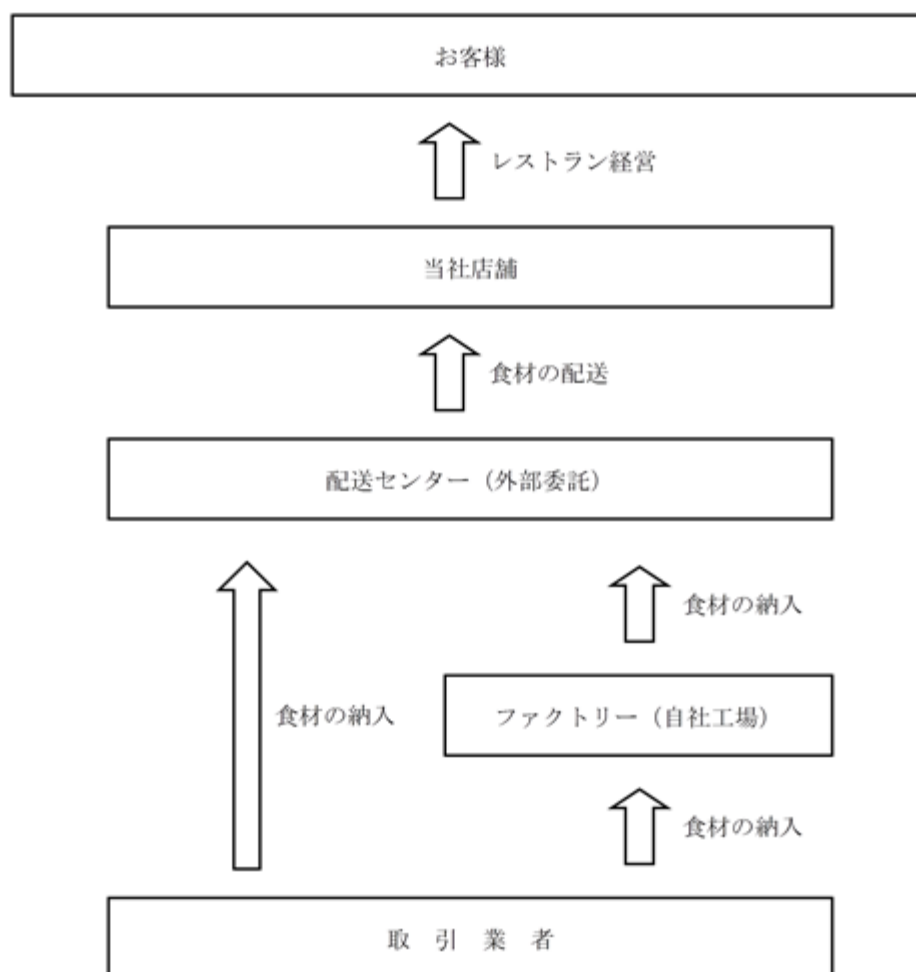 お客様
レストラン経営
当社店舗
食材の配送
配送センター（外部委託）
食材の納入
食材の納入
ファクトリー（自社工場）
食材の納入
取 引 業 者